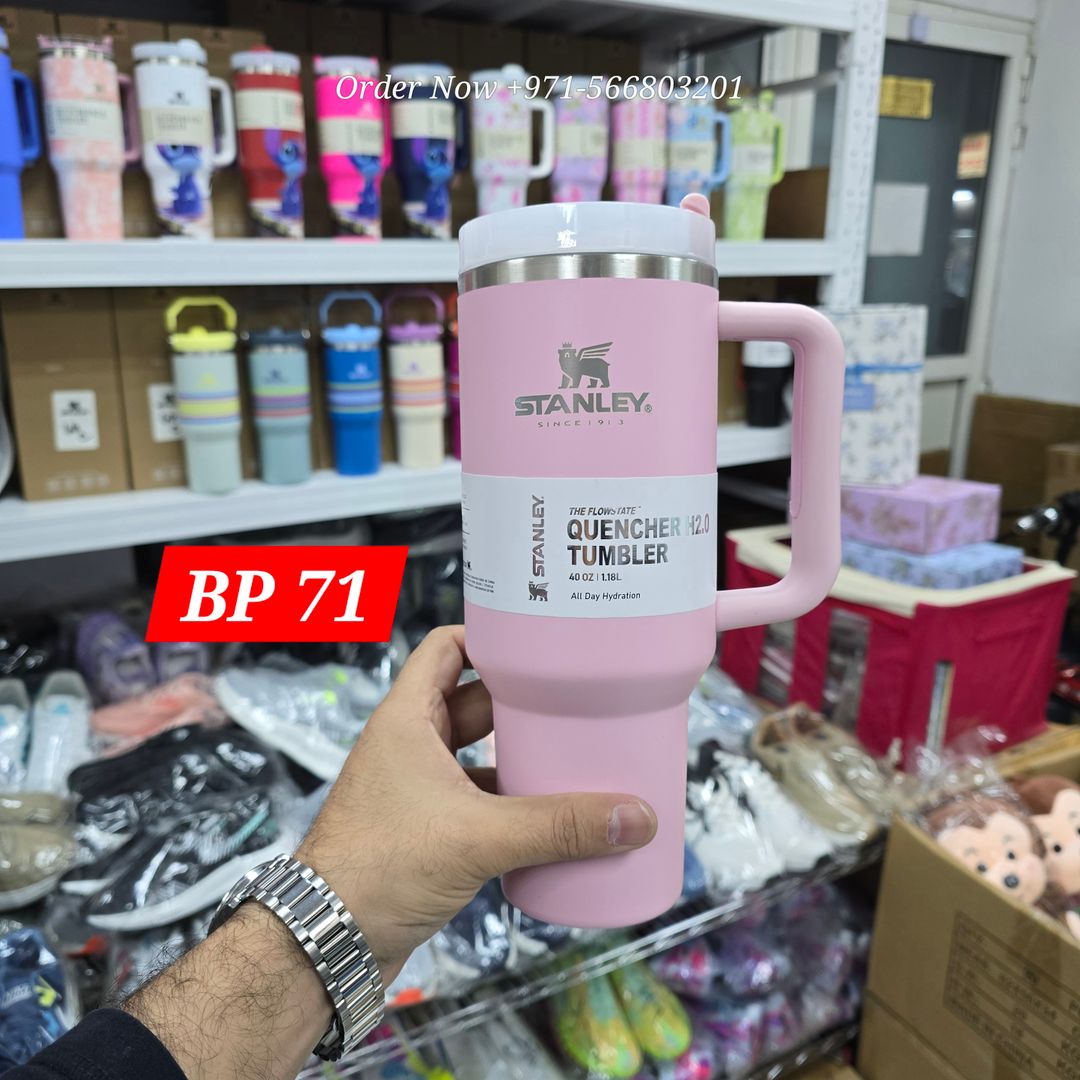 Order Now +971-566803201
STANLEY®
SINCE 1913
STANLEY
THE FLOWSTATE™
QUENCHER H2.0
TUMBLER
40 OZ | 1.18L
All Day Hydration
BP 71